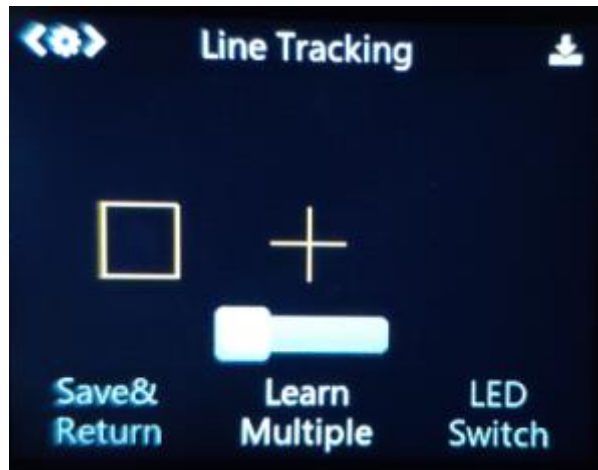 Line Tracking
Save&
Return
Learn
Multiple
LED
Switch